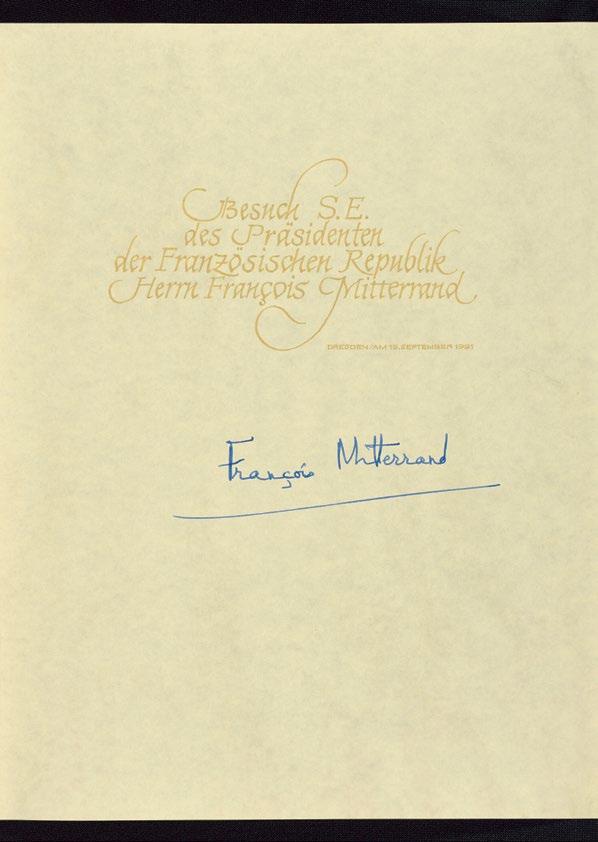 Besuch S.E.
des Präsidenten
der Französischen Republik
Herrn François Mitterrand
DRESDEN/AM 19. SEPTEMBER 1991
François Mitterrand